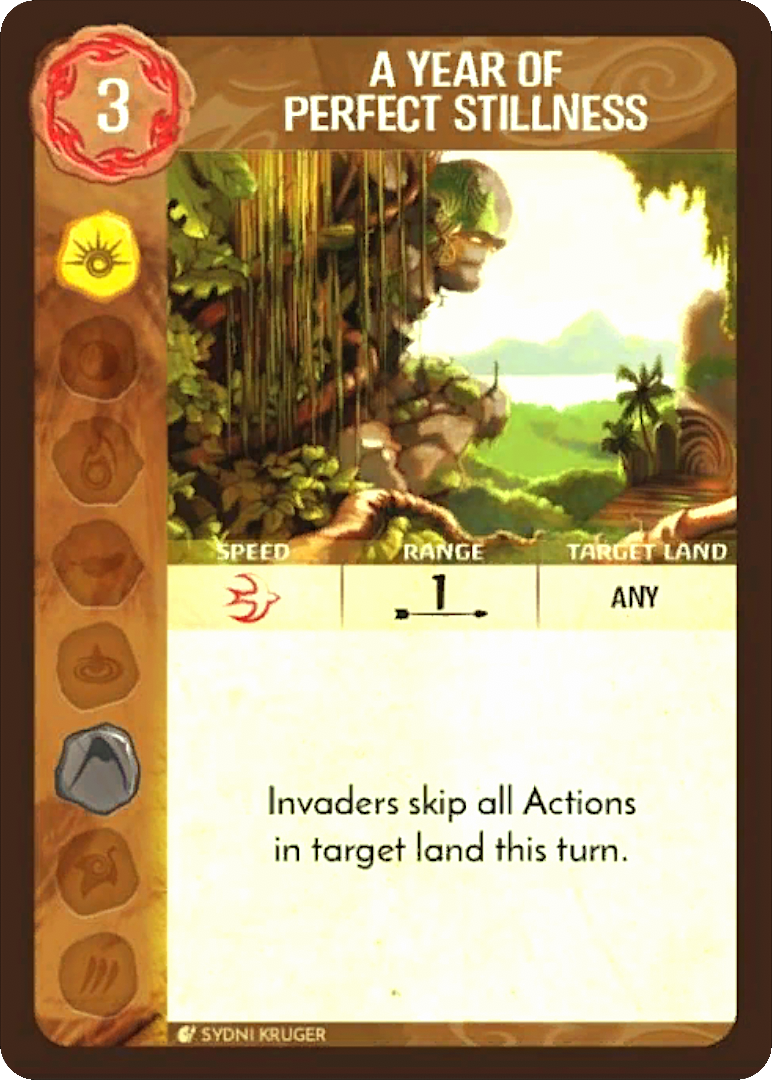 3
A YEAR OF
PERFECT STILLNESS
SPEED RANGE TARGET LAND
1 ANY
Invaders skip all Actions
in target land this turn.
SYDNI KRUGER